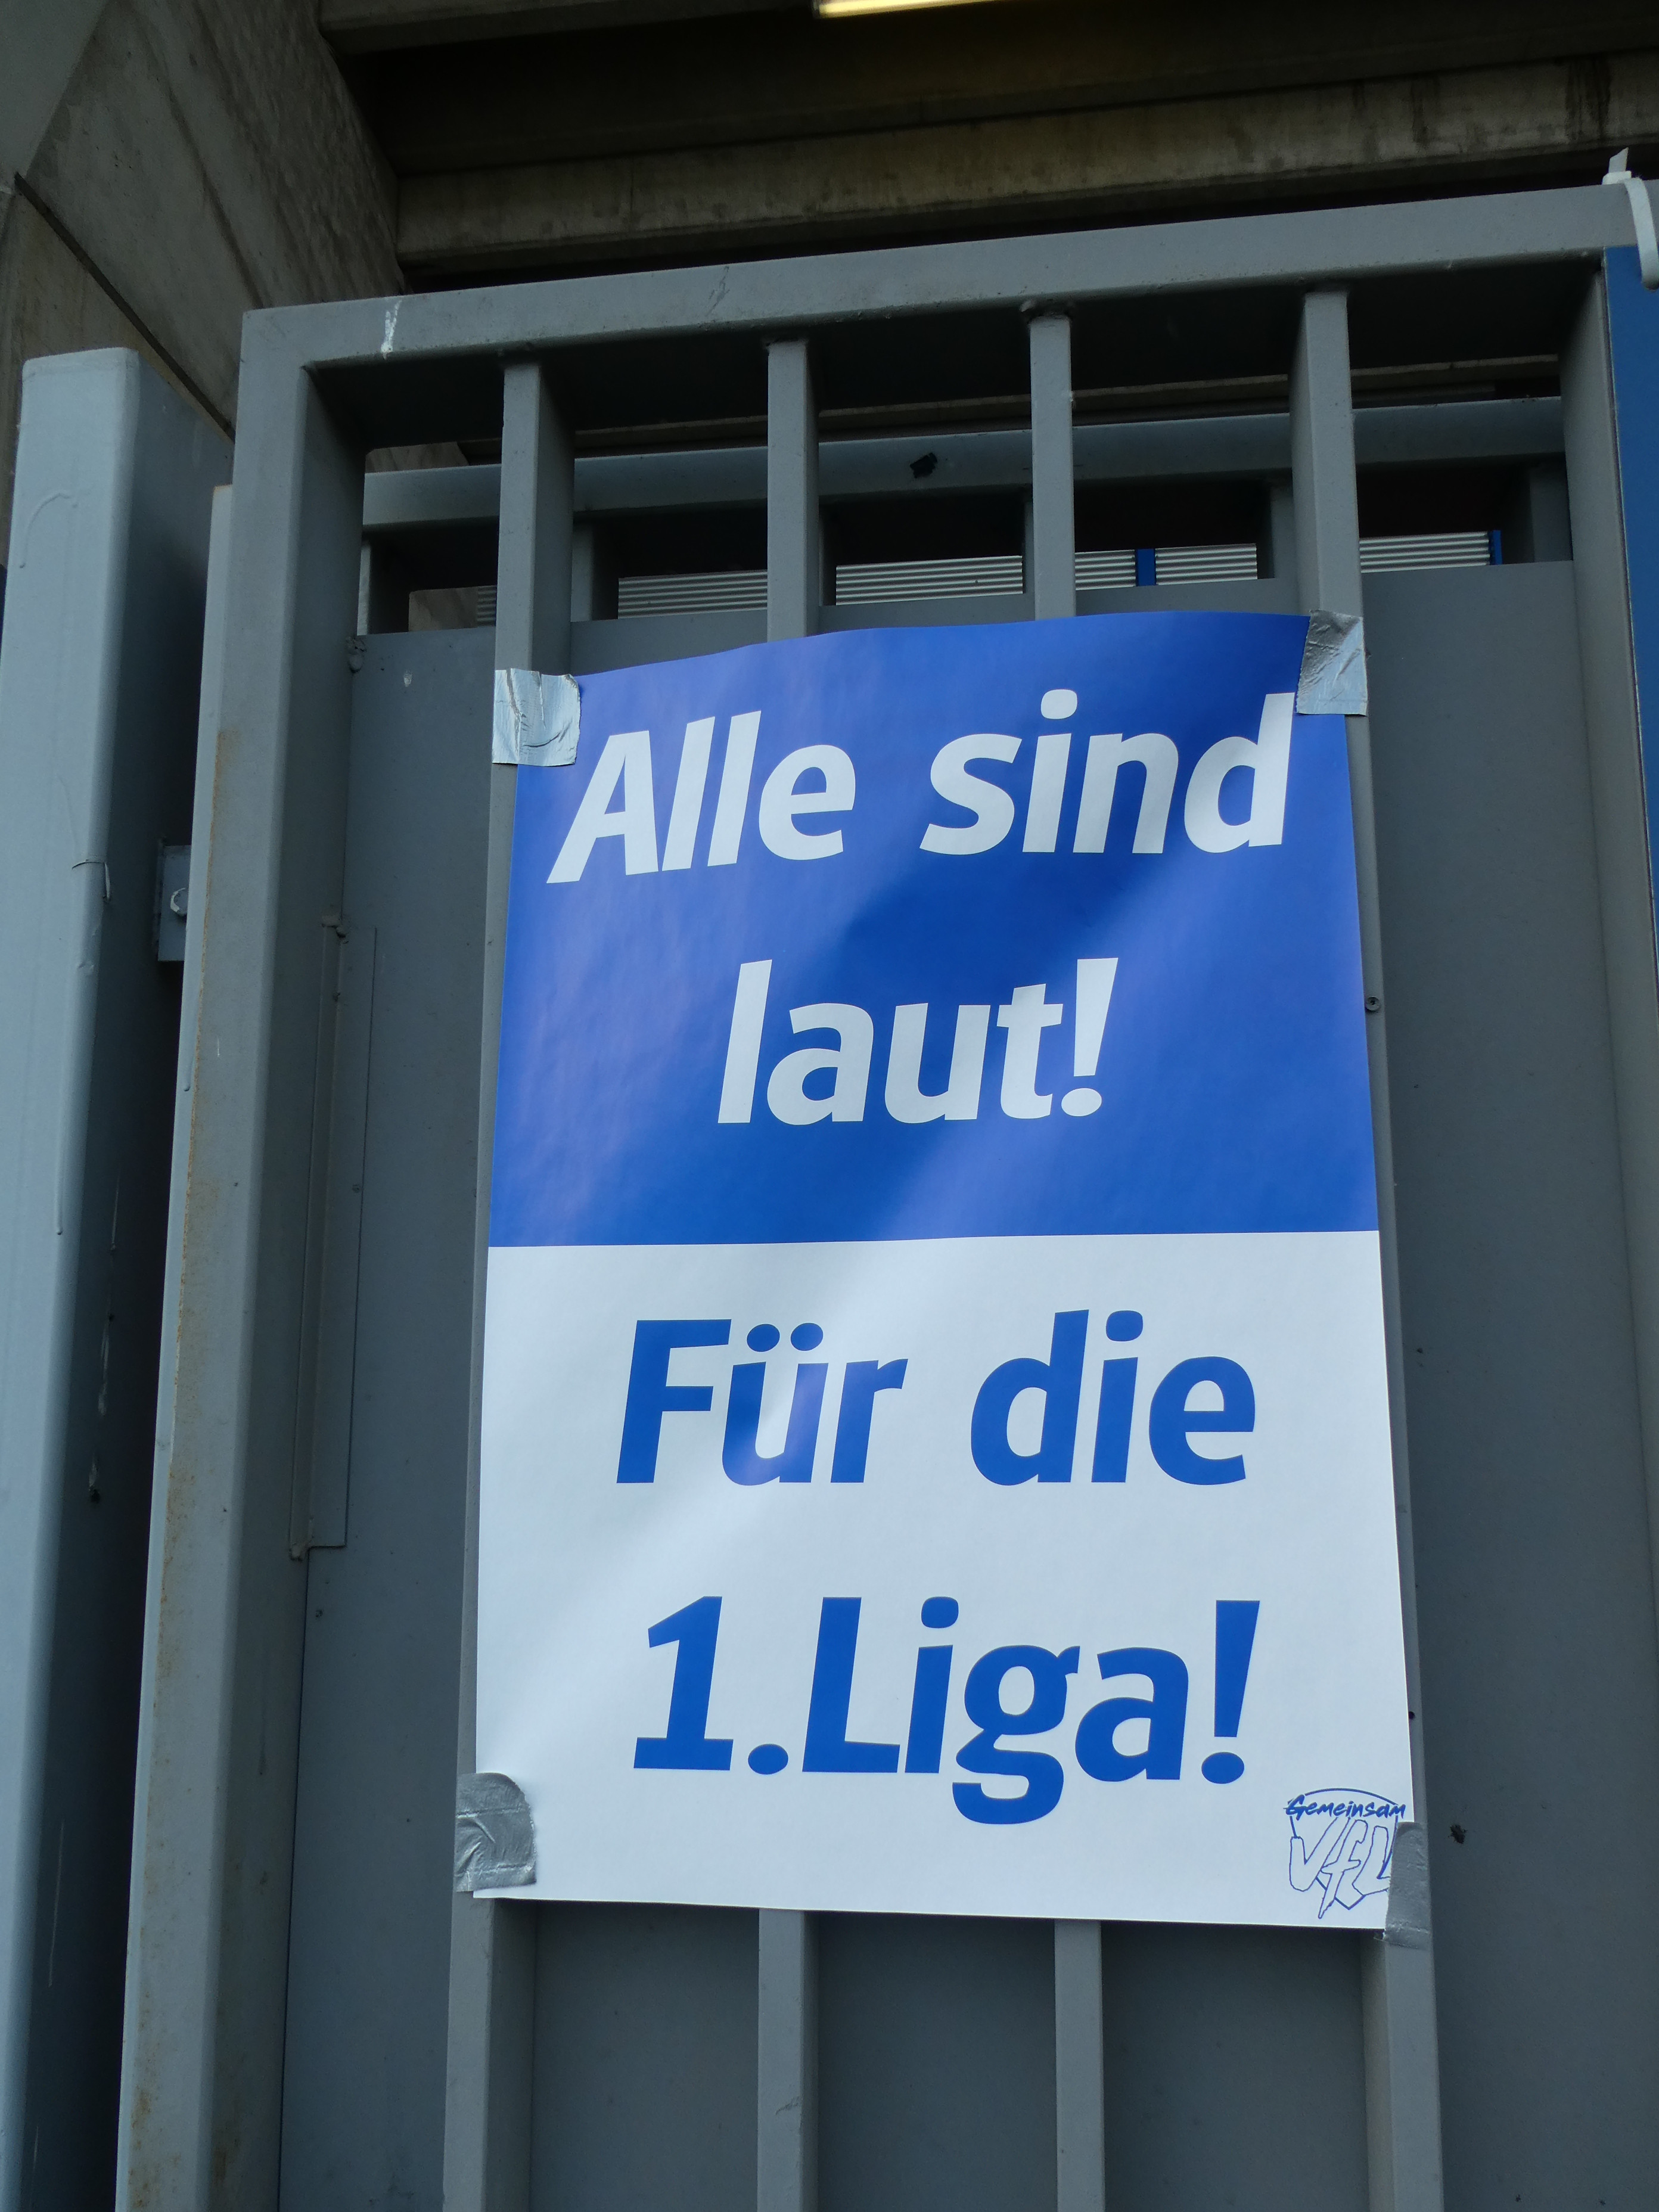 Alle sind
laut!
Für die
1.Liga!
Gemeinsam
VfL